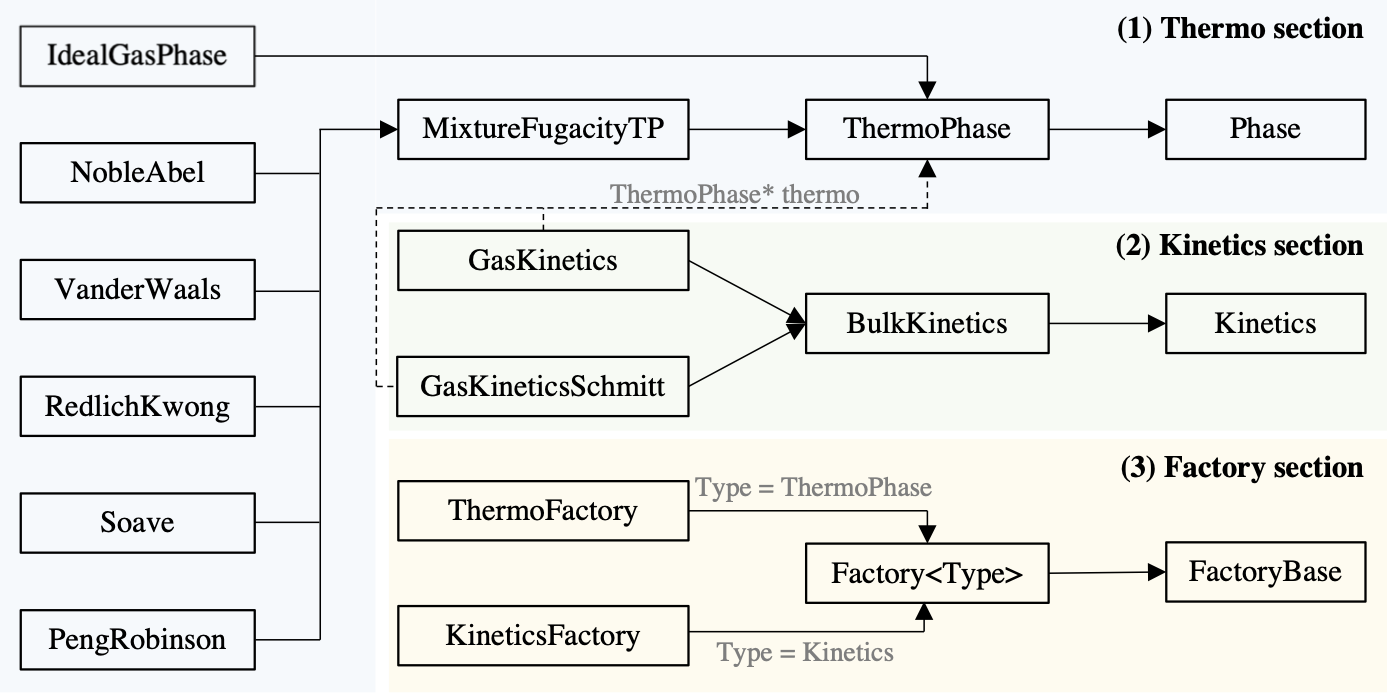 (1) Thermo section
IdealGasPhase
MixtureFugacityTP
ThermoPhase
Phase
NobleAbel
ThermoPhase* thermo
(2) Kinetics section
GasKinetics
VanderWaals
BulkKinetics
Kinetics
GasKineticsSchmitt
RedlichKwong
(3) Factory section
Type = ThermoPhase
ThermoFactory
Soave
Factory<Type>
FactoryBase
KineticsFactory
PengRobinson
Type = Kinetics